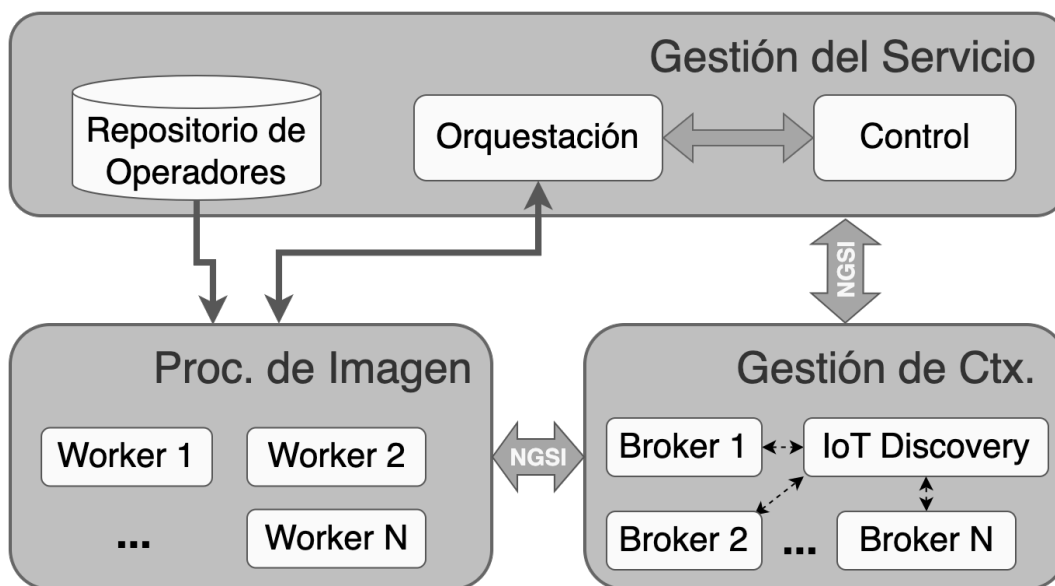 Gestión del Servicio
Repositorio de
Operadores
Orquestación
Control
NGSI
Proc. de Imagen
Worker 1
Worker 2
...
Worker N
NGSI
Gestión de Ctx.
Broker 1
IoT Discovery
Broker 2
...
Broker N